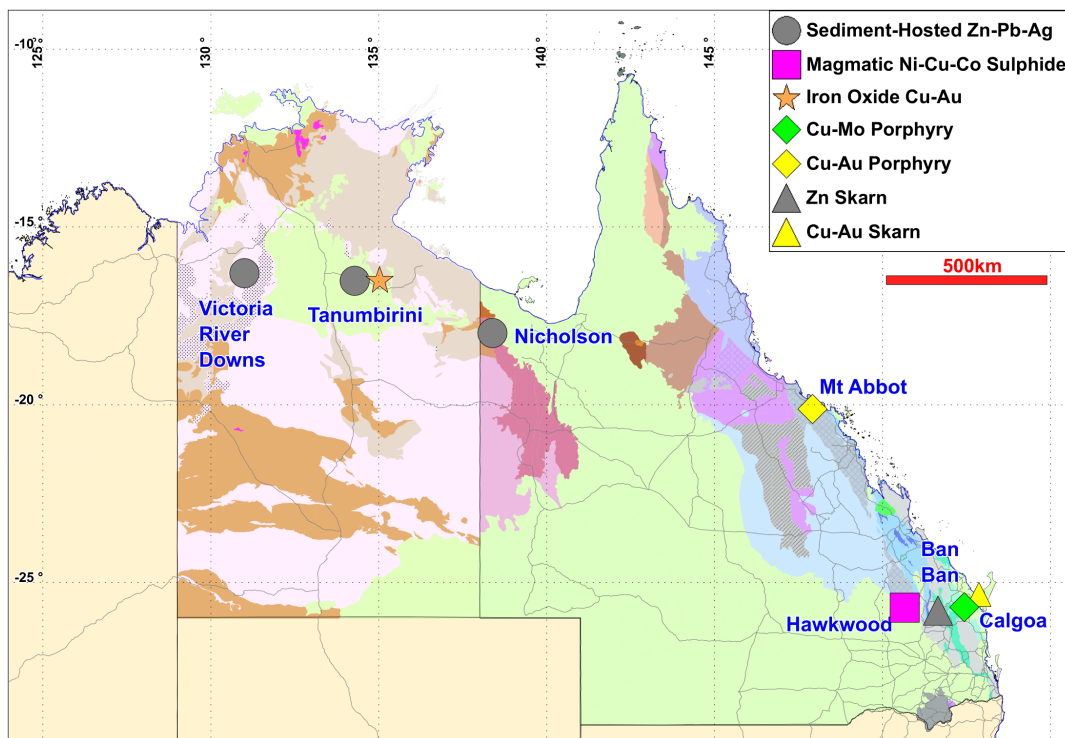 -10°
125°
130°
135°
140°
145°
-15°
-20°
-25°
Sediment-Hosted Zn-Pb-Ag
Magmatic Ni-Cu-Co Sulphide
Iron Oxide Cu-Au
Cu-Mo Porphyry
Cu-Au Porphyry
Zn Skarn
Cu-Au Skarn
500km
Victoria
River
Downs
Tanumbirini
Nicholson
Mt Abbot
Ban
Ban
Hawkwood
Calgoa